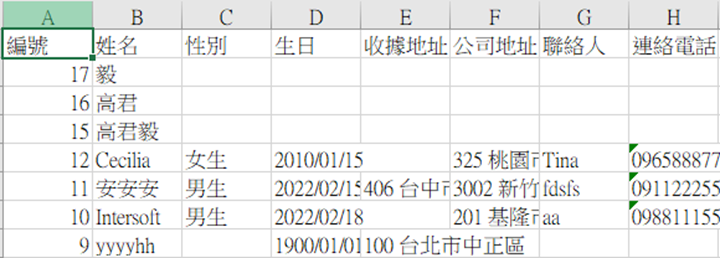 A B C D E F G H
編號 姓名 性別 生日 收據地址 公司地址 聯絡人 連絡電話
17 毅
16 高君
15 高君毅
12 Cecilia 女生 2010/01/15 325 桃園 Tina 096588877
11 安安安 男生 2022/02/15 406 台中 3002 新竹 fdsfs 091122255
10 Intersoft 男生 2022/02/18 201 基隆 aa 098811155
9 yyyyhh 1900/01/01 100 台北市中正區